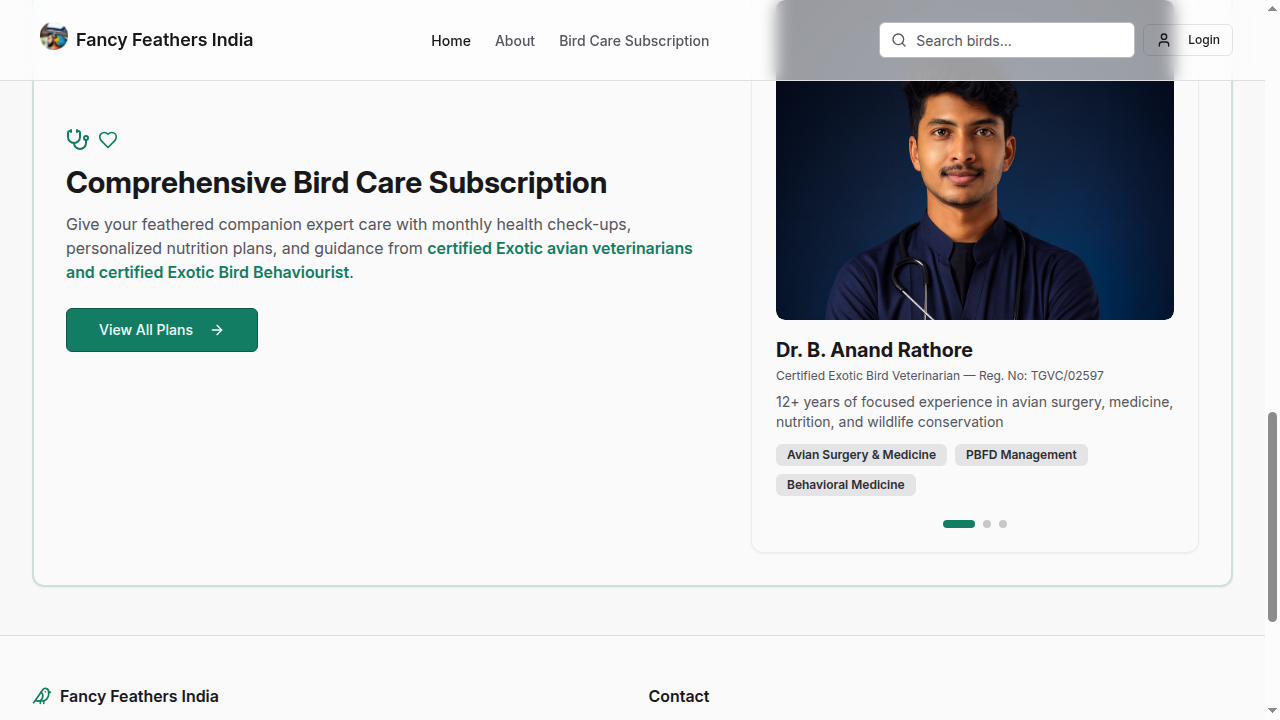 Fancy Feathers India
Home
About
Bird Care Subscription
Search birds...
Login
Comprehensive Bird Care Subscription
Give your feathered companion expert care with monthly health check-ups,
personalized nutrition plans, and guidance from certified Exotic avian veterinarians
and certified Exotic Bird Behaviourist.
View All Plans
Dr. B. Anand Rathore
Certified Exotic Bird Veterinarian — Reg. No: TGVC/02597
12+ years of focused experience in avian surgery, medicine,
nutrition, and wildlife conservation
Avian Surgery & Medicine
PBFD Management
Behavioral Medicine
Fancy Feathers India
Contact